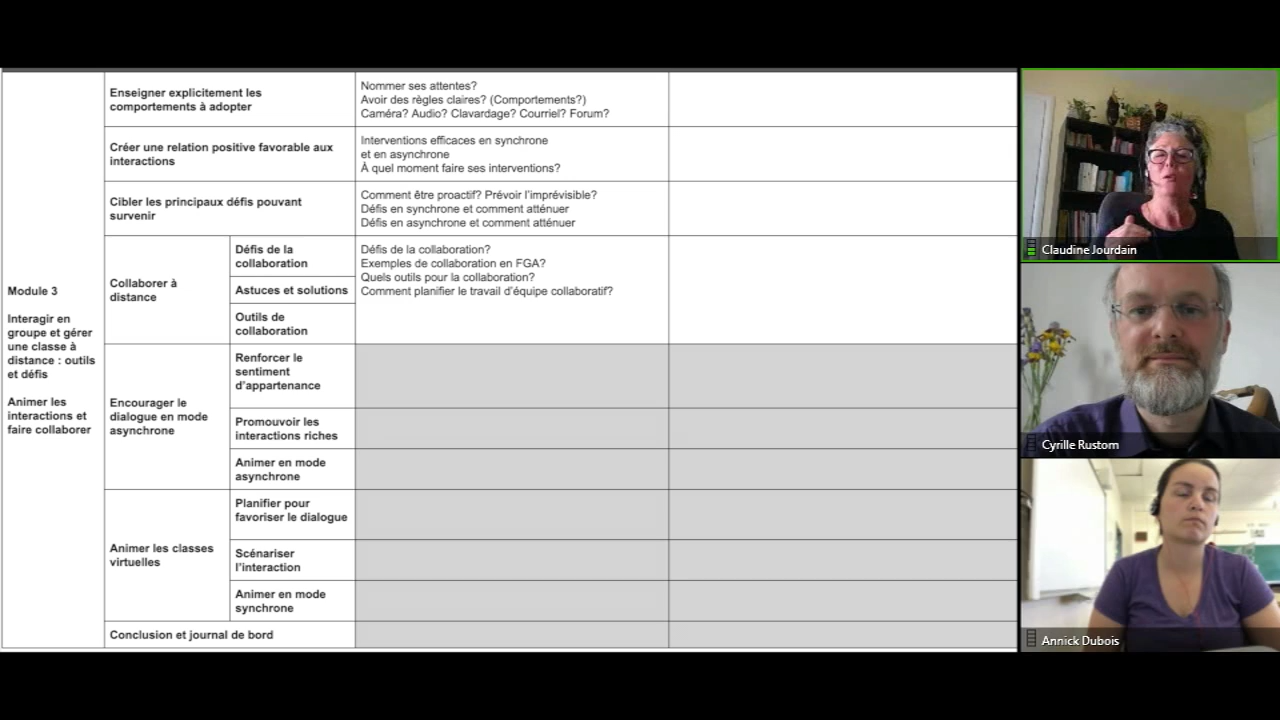 Module 3
Interagir en
groupe et gérer
une classe à
distance : outils
et défis
Animer les
interactions et
faire collaborer
Enseigner explicitement les
comportements à adopter
Nommer ses attentes?
Avoir des règles claires? (Comportements?)
Caméra? Audio? Clavardage? Courriel? Forum?
Créer une relation positive favorable aux
interactions
Interventions efficaces en synchrone
et en asynchrone
À quel moment faire ses interventions?
Cibler les principaux défis pouvant
survenir
Comment être proactif? Prévoir l'imprévisible?
Défis en synchrone et comment atténuer
Défis en asynchrone et comment atténuer
Collaborer à
distance
Défis de la
collaboration
Astuces et solutions
Outils de
collaboration
Défis de la collaboration?
Exemples de collaboration en FGA?
Quels outils pour la collaboration?
Comment planifier le travail d'équipe collaboratif?
Encourager le
dialogue en mode
asynchrone
Renforcer le
sentiment
d'appartenance
Promouvoir les
interactions riches
Animer en mode
asynchrone
Animer les classes
virtuelles
Planifier pour
favoriser le dialogue
Scénariser
l'interaction
Animer en mode
synchrone
Conclusion et journal de bord
Claudine Jourdain
Cyrille Rustom
Annick Dubois